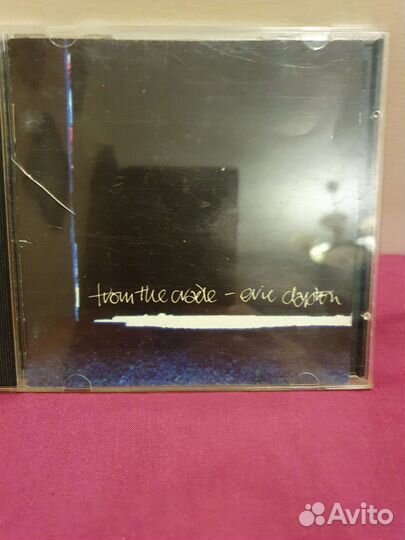 from the cradle - eric clapton
Avito